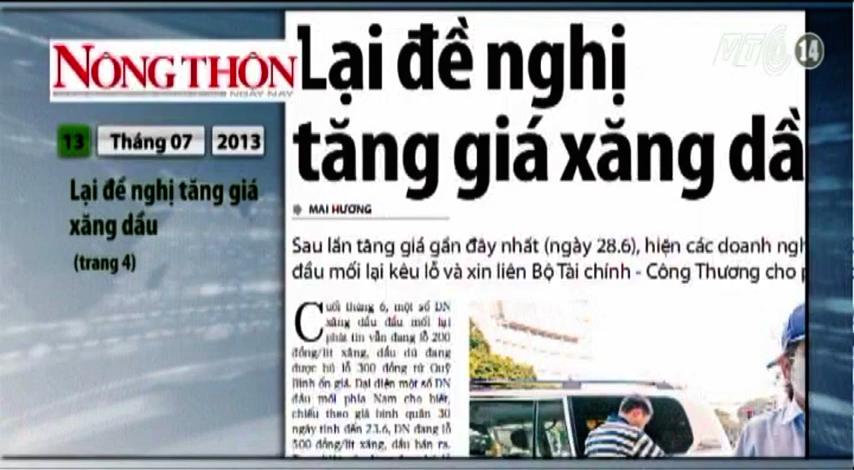 NÔNG THÔN
NGÀY NAY
13 Tháng 07 2013
Lại đề nghị tăng giá
xăng dầu
(trang 4)
VTC 14
Lại đề nghị
tăng giá xăng dầ
MAI HƯƠNG
Sau lần tăng giá gần đây nhất (ngày 28.6), hiện các doanh ngh
đầu mối lại kêu lỗ và xin liên Bộ Tài chính - Công Thương cho p
Cuối tháng 6, một số DN
xăng dầu đầu mối lại
phát tín vẫn đang lỗ 200
đồng/lít xăng, dầu dù đang
được bù lỗ 300 đồng từ Quỹ
Bình ổn giá. Đại diện một số DN
đầu mối phía Nam cho biết,
chiếu theo giá bình quân 30
ngày tính đến 23.6, DN đang lỗ
500 đồng/lít xăng, dầu bán ra.